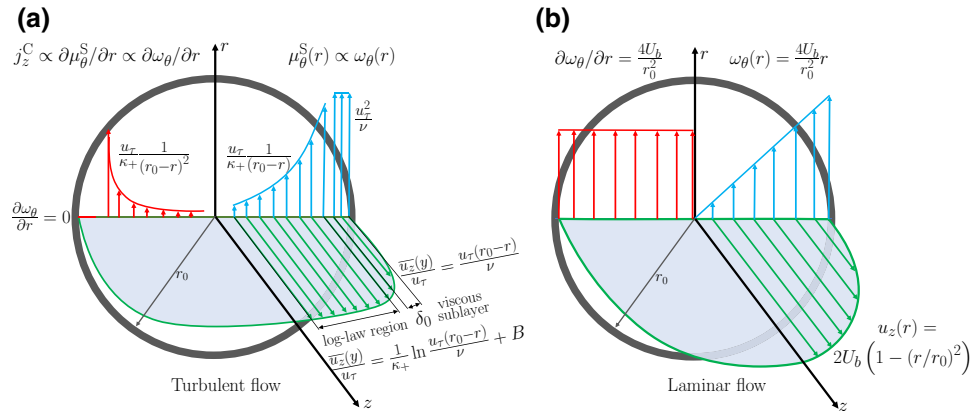 (a)
j_z^C ∝ ∂μ_θ^S/∂r ∝ ∂ω_θ/∂r
r
μ_θ^S(r) ∝ ω_θ(r)
u_τ^2/ν
u_τ/κ_+ 1/(r_0−r)^2
u_τ/κ_+ 1/(r_0−r)
∂ω_θ/∂r = 0
r_0
\overline{u_z}(y)/u_τ = u_τ(r_0−r)/ν
δ_0 viscous
sublayer
log-law region
\overline{u_z}(y)/u_τ = 1/κ_+ ln u_τ(r_0−r)/ν + B
Turbulent flow
z
(b)
∂ω_θ/∂r = 4U_b/r_0^2
r
ω_θ(r) = 4U_b/r_0^2 r
r_0
u_z(r) =
2U_b(1−(r/r_0)^2)
Laminar flow
z